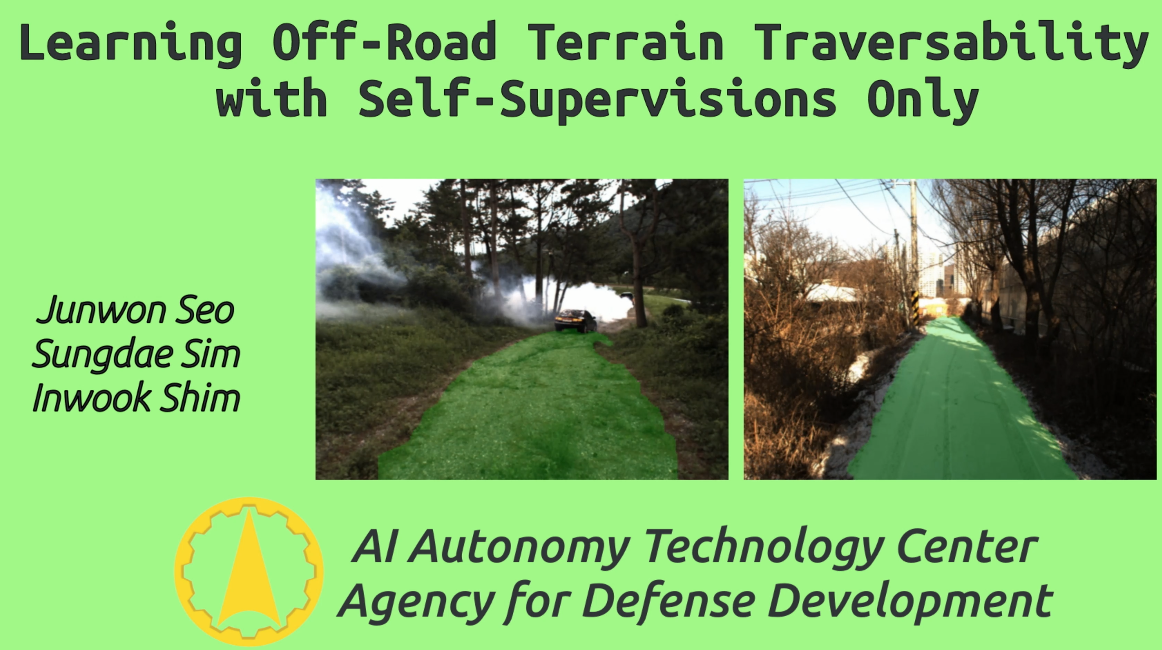 Learning Off-Road Terrain Traversability
with Self-Supervisions Only
Junwon Seo
Sungdae Sim
Inwook Shim
AI Autonomy Technology Center
Agency for Defense Development